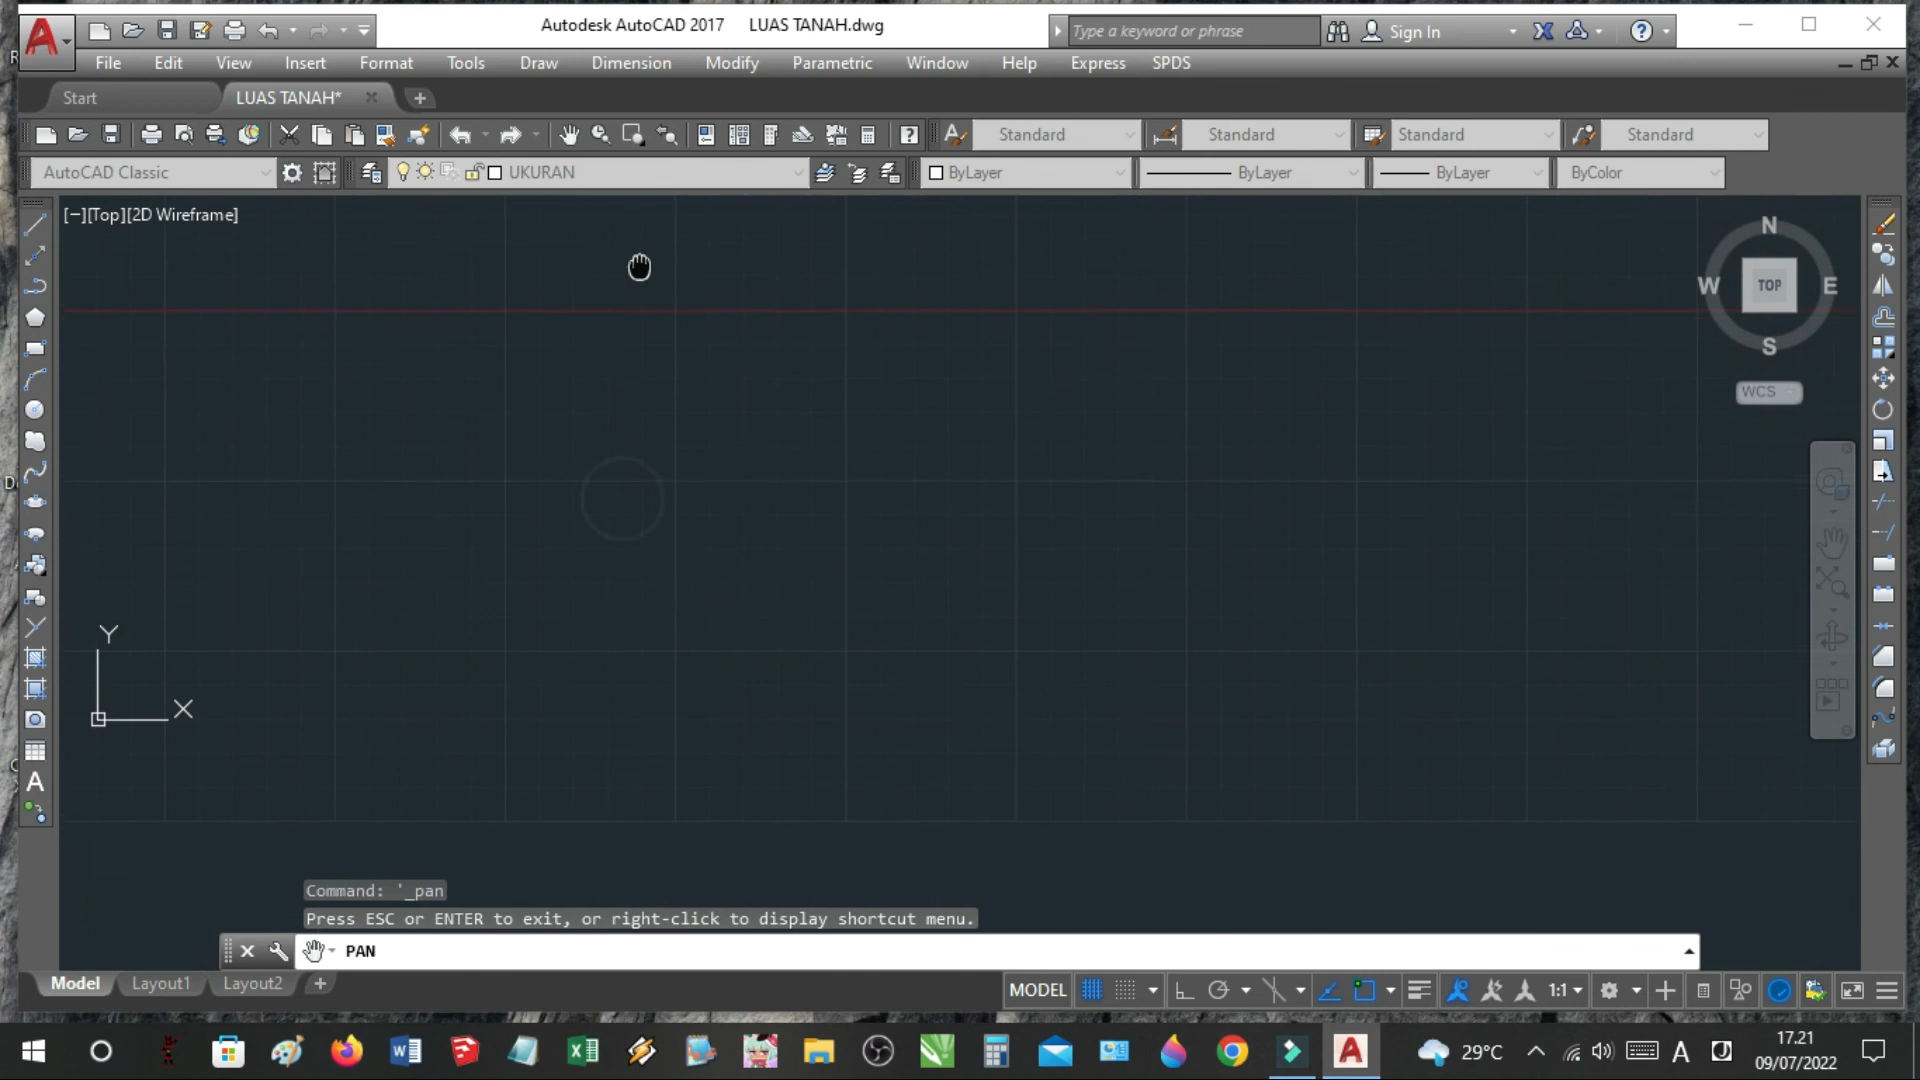 Autodesk AutoCAD 2017 LUAS TANAH.dwg
Type a keyword or phrase
Sign In
File Edit View Insert Format Tools Draw Dimension Modify Parametric Window Help Express SPDS
Start
LUAS TANAH*
Standard
Standard
Standard
Standard
AutoCAD Classic
UKURAN
ByLayer
ByLayer
ByLayer
ByColor
[−][Top][2D Wireframe]
N
W
TOP
E
S
WCS
Y
X
A
Command: '_pan
Press ESC or ENTER to exit, or right-click to display shortcut menu.
PAN
Model
Layout1
Layout2
MODEL
1:1
29°C
A
17.21
09/07/2022